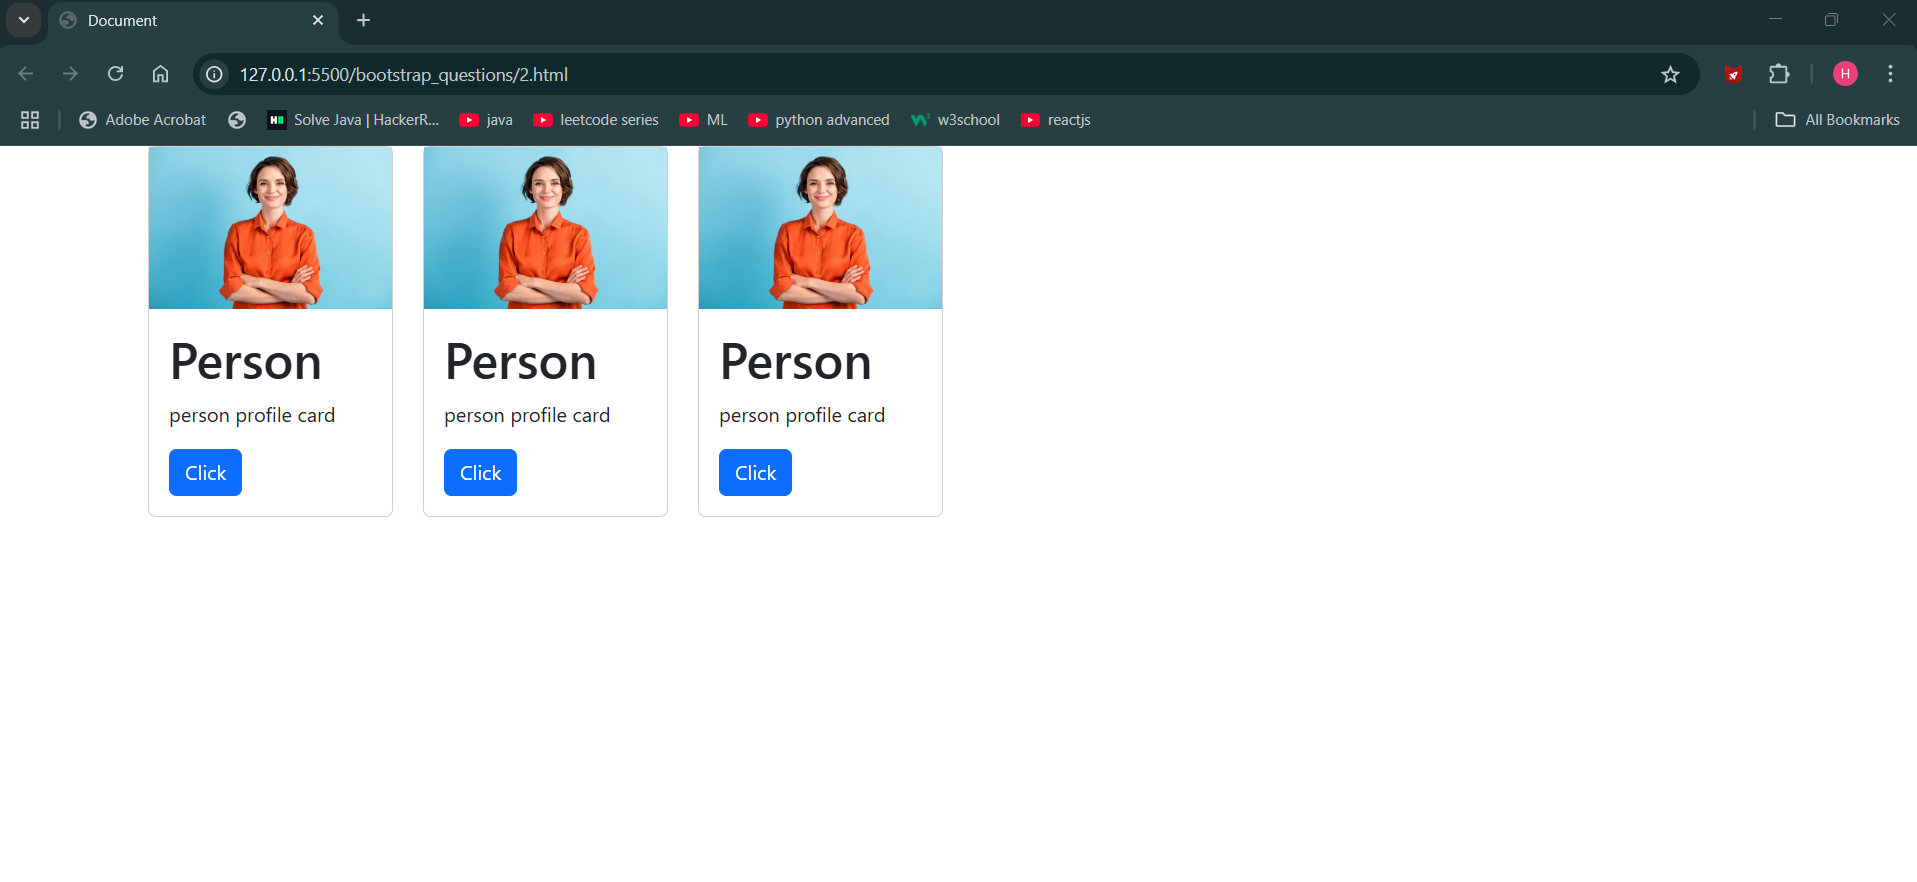 Document
127.0.0.1:5500/bootstrap_questions/2.html
H
Adobe Acrobat
Solve Java | HackerR...
java
leetcode series
ML
python advanced
w3school
reactjs
All Bookmarks
Person Person Person
person profile card person profile card person profile card
Click Click Click